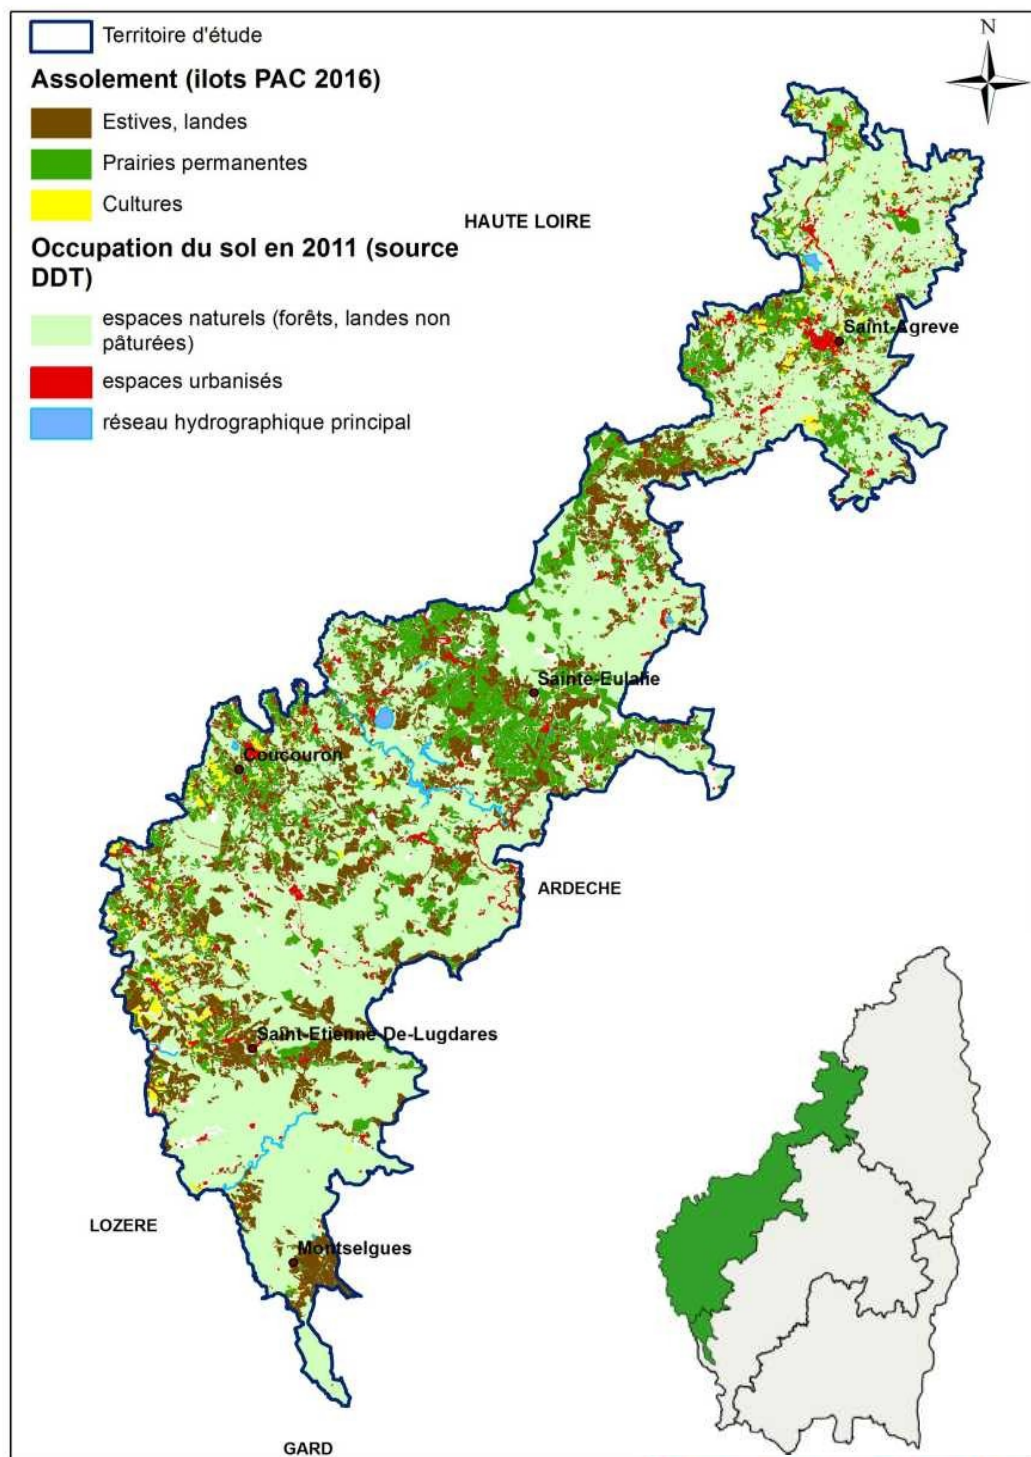 Territoire d'étude
Assolement (ilots PAC 2016)
Estives, landes
Prairies permanentes
Cultures
Occupation du sol en 2011 (source
DDT)
espaces naturels (forêts, landes non
pâturées)
espaces urbanisés
réseau hydrographique principal
N
HAUTE LOIRE
Saint-Agreve
Sainte-Eulalie
Coucouron
ARDECHE
Saint-Etienne De-Lugdares
LOZERE
Montselgues
GARD